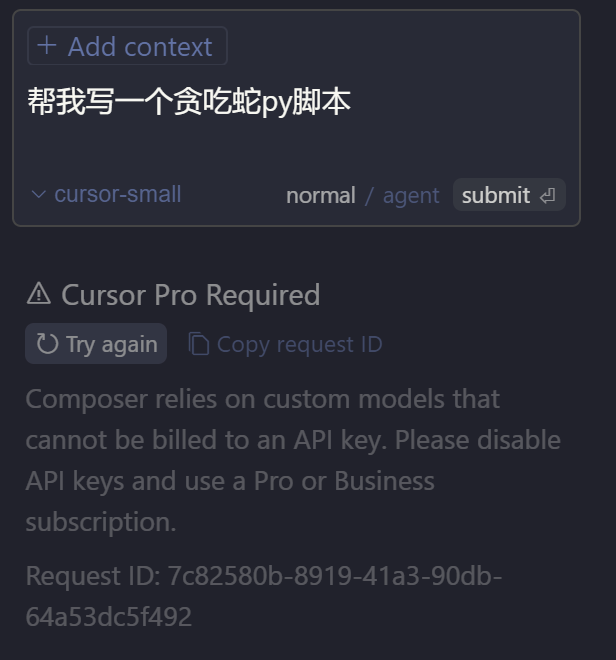 + Add context
帮我写一个贪吃蛇py脚本
cursor-small
normal / agent submit ⏎
Cursor Pro Required
Try again Copy request ID
Composer relies on custom models that
cannot be billed to an API key. Please disable
API keys and use a Pro or Business
subscription.
Request ID: 7c82580b-8919-41a3-90db-
64a53dc5f492